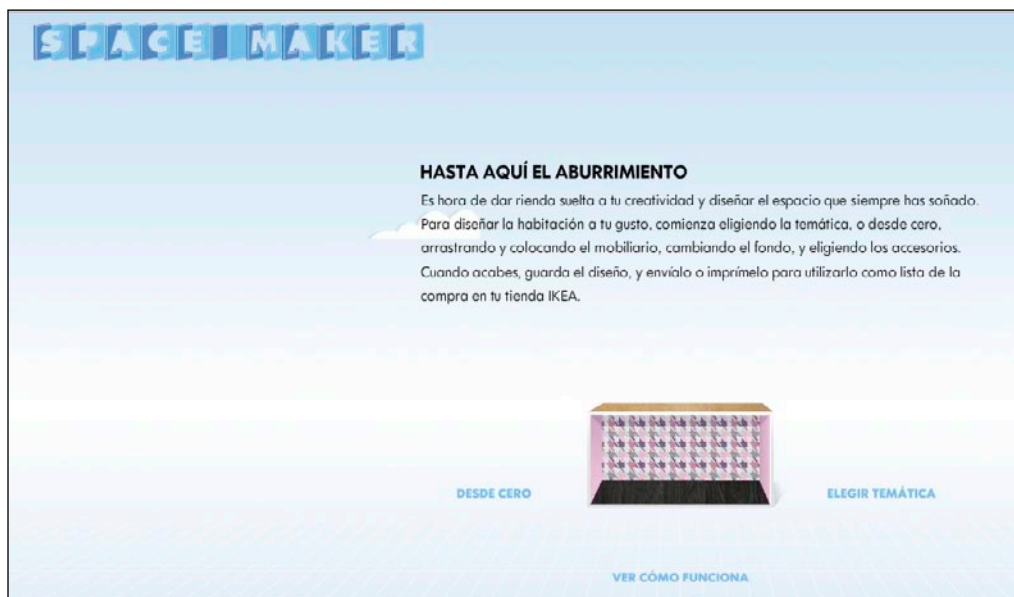 SPACE MAKER
HASTA AQUÍ EL ABURRIMIENTO
Es hora de dar rienda suelta a tu creatividad y diseñar el espacio que siempre has soñado.
Para diseñar la habitación a tu gusto, comienza eligiendo la temática, o desde cero,
arrastrando y colocando el mobiliario, cambiando el fondo, y eligiendo los accesorios.
Cuando acabes, guarda el diseño, y envíalo o imprímelo para utilizarlo como lista de la
compra en tu tienda IKEA.
DESDE CERO
ELEGIR TEMÁTICA
VER CÓMO FUNCIONA